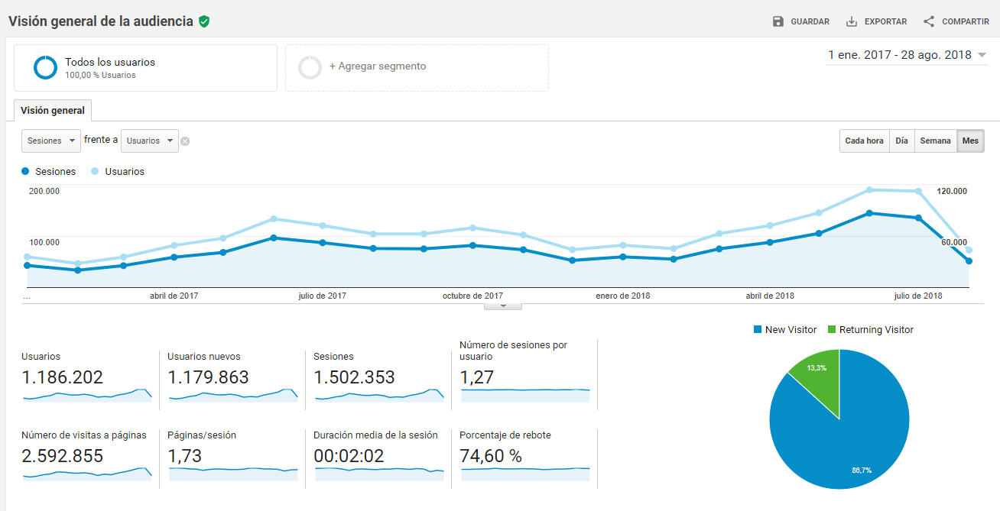 Visión general de la audiencia
GUARDAR
EXPORTAR
COMPARTIR
Todos los usuarios
100,00 % Usuarios
+ Agregar segmento
1 ene. 2017 - 28 ago. 2018
Visión general
Sesiones
frente a
Usuarios
Cada hora
Día
Semana
Mes
Sesiones
Usuarios
200.000
120.000
100.000
60.000
...
abril de 2017
julio de 2017
octubre de 2017
enero de 2018
abril de 2018
julio de 2018
New Visitor
Returning Visitor
Usuarios
1.186.202
Usuarios nuevos
1.179.863
Sesiones
1.502.353
Número de sesiones por
usuario
1,27
Número de visitas a páginas
2.592.855
Páginas/sesión
1,73
Duración media de la sesión
00:02:02
Porcentaje de rebote
74,60 %
13,3%
86,7%